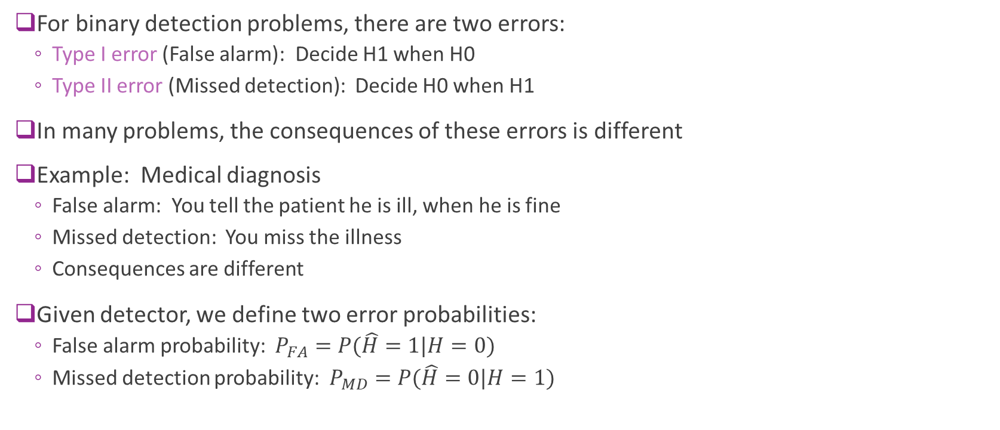 ❑For binary detection problems, there are two errors:
◦ Type I error (False alarm): Decide H1 when H0
◦ Type II error (Missed detection): Decide H0 when H1
❑In many problems, the consequences of these errors is different
❑Example: Medical diagnosis
◦ False alarm: You tell the patient he is ill, when he is fine
◦ Missed detection: You miss the illness
◦ Consequences are different
❑Given detector, we define two error probabilities:
◦ False alarm probability: $P_{FA} = P(\widehat{H} = 1|H = 0)$
◦ Missed detection probability: $P_{MD} = P(\widehat{H} = 0|H = 1)$